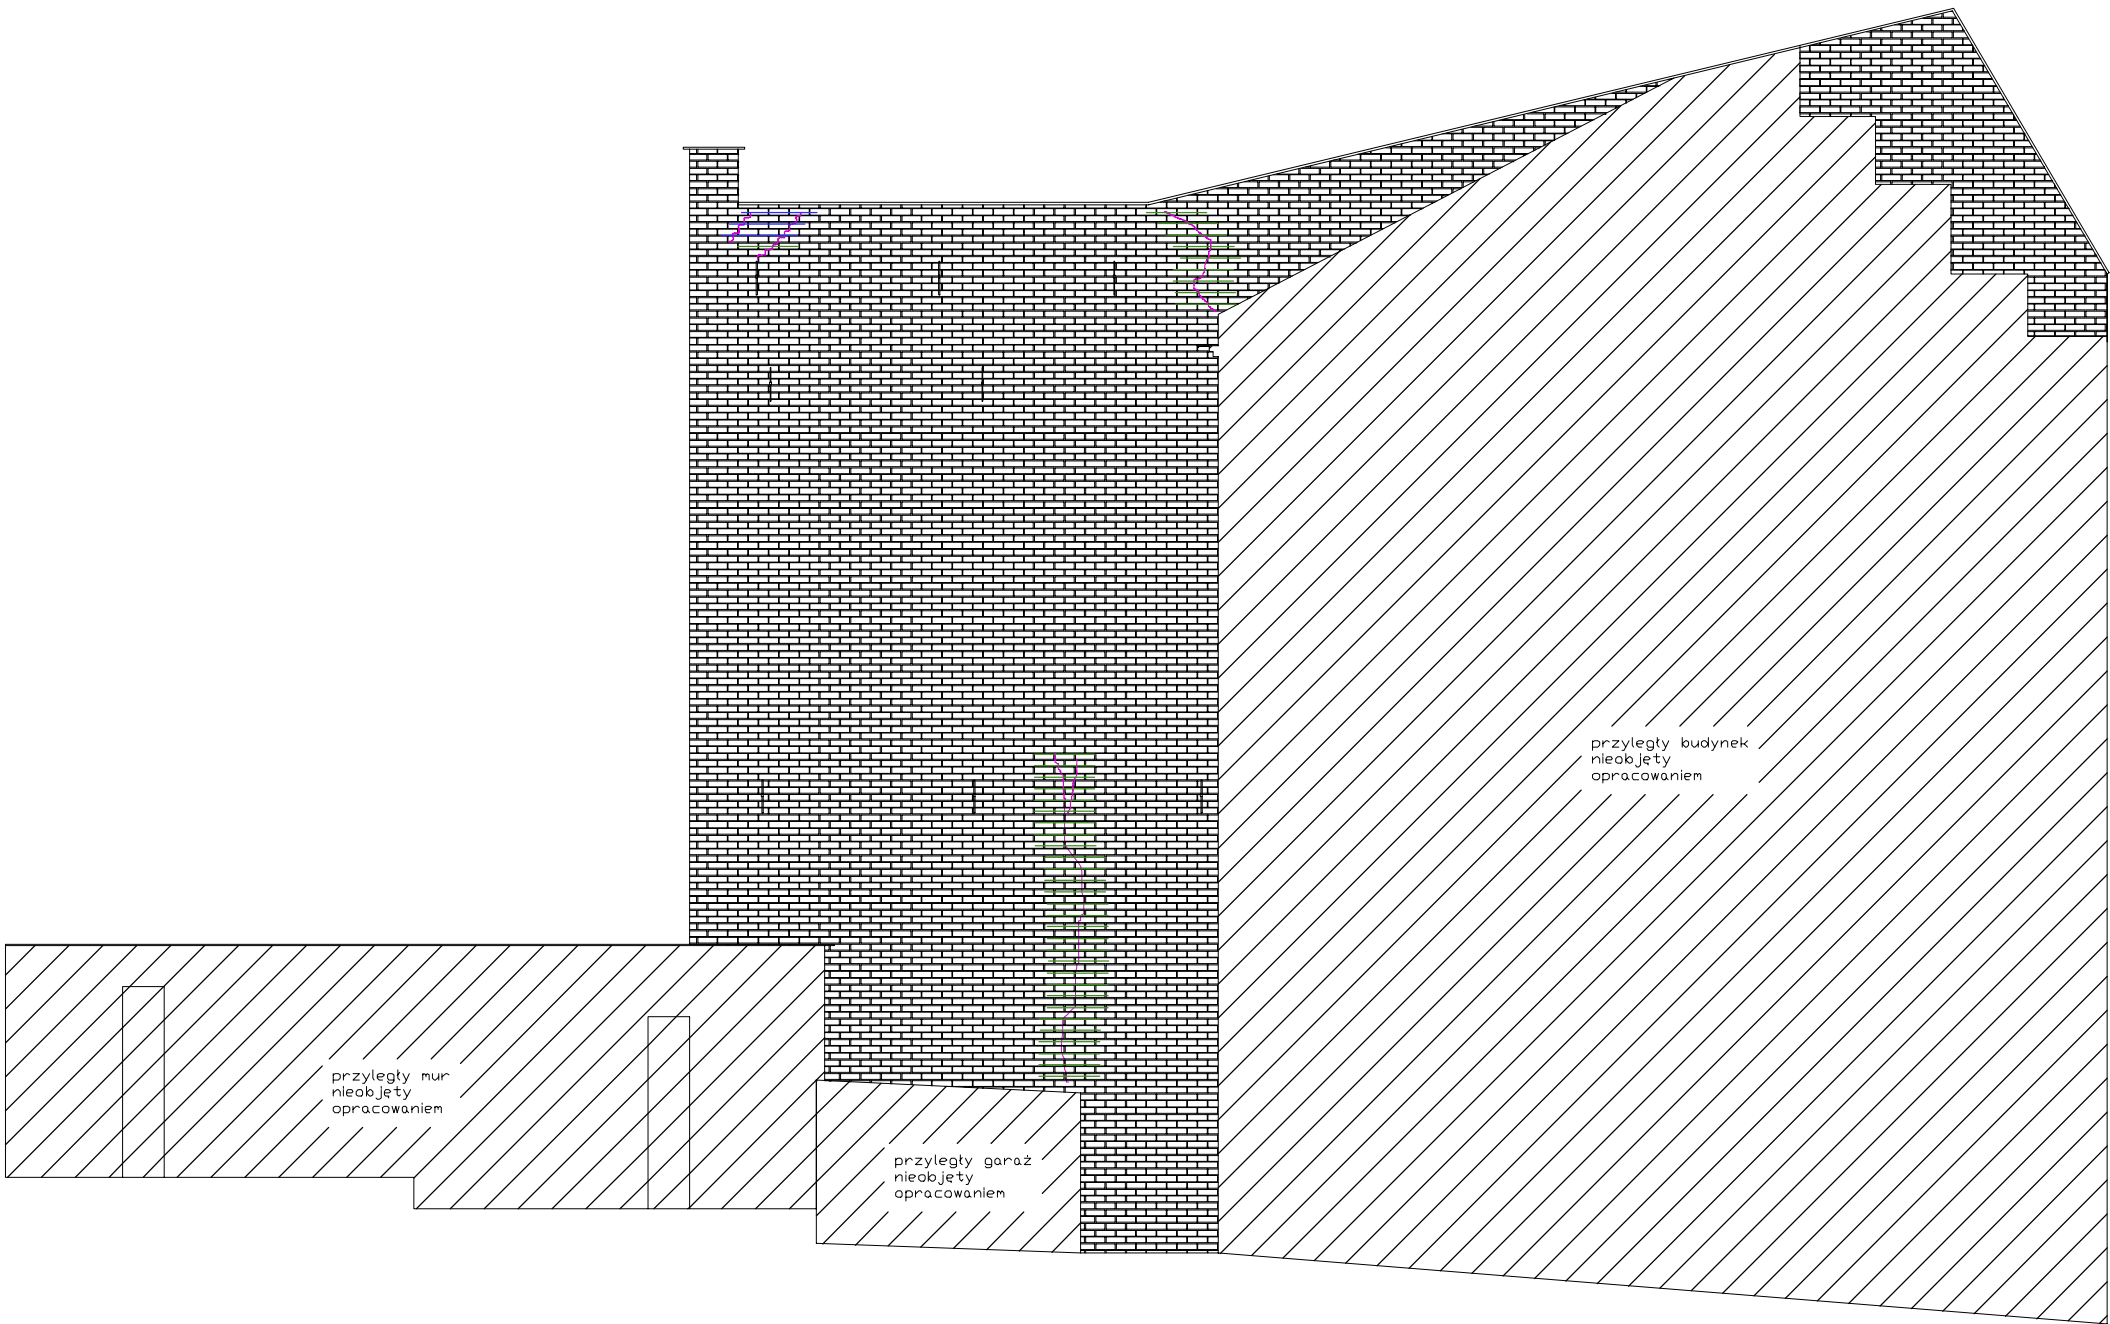 przyległy budynek
nieobjęty
opracowaniem
przyległy mur
nieobjęty
opracowaniem
przyległy garaż
nieobjęty
opracowaniem